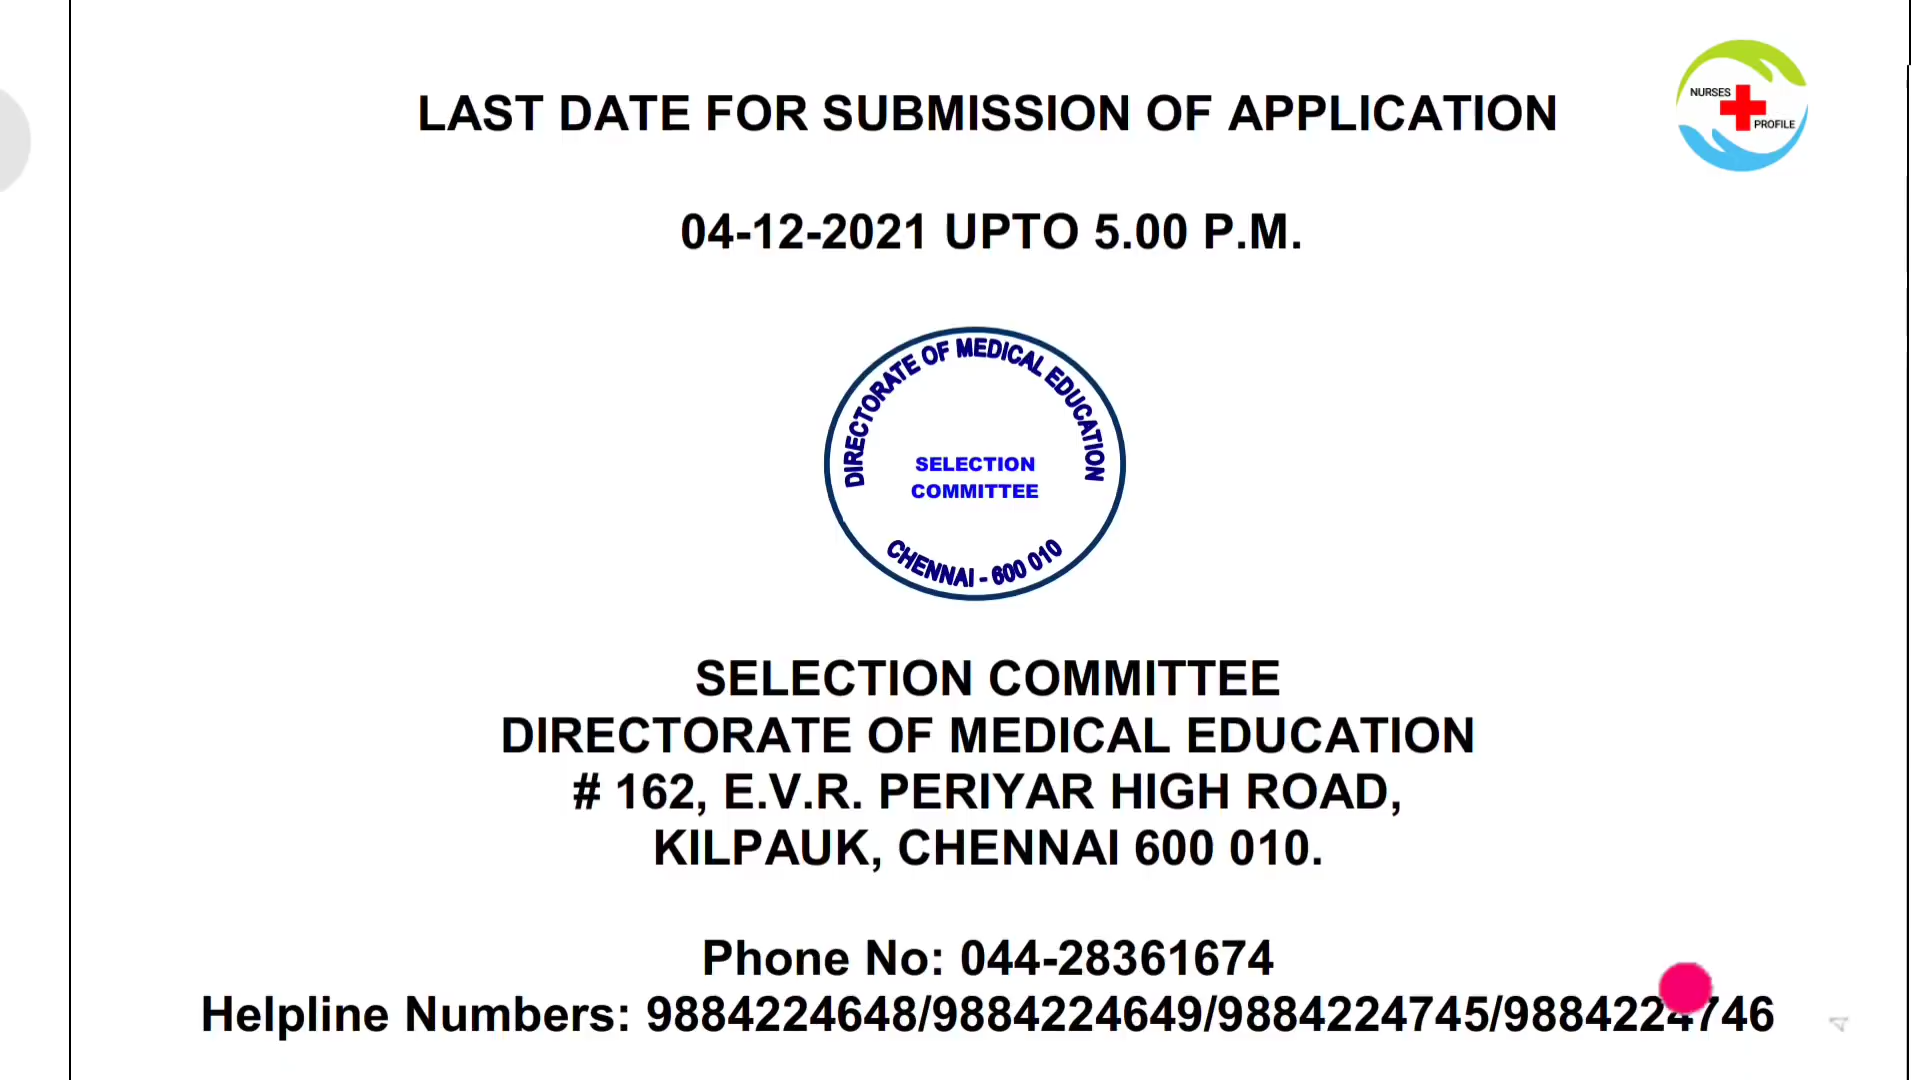 LAST DATE FOR SUBMISSION OF APPLICATION
NURSES
PROFILE
04-12-2021 UPTO 5.00 P.M.
DIRECTORATE OF MEDICAL EDUCATION
SELECTION
COMMITTEE
CHENNAI - 600 010
SELECTION COMMITTEE
DIRECTORATE OF MEDICAL EDUCATION
# 162, E.V.R. PERIYAR HIGH ROAD,
KILPAUK, CHENNAI 600 010.
Phone No: 044-28361674
Helpline Numbers: 9884224648/9884224649/9884224745/9884224746